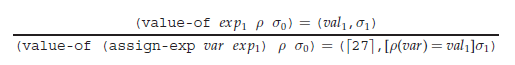 (value-of exp₁ ρ σ₀) = (val₁,σ₁)
(value-of (assign-exp var exp₁) ρ σ₀) = (⌈27⌉,[ρ(var)=val₁]σ₁)